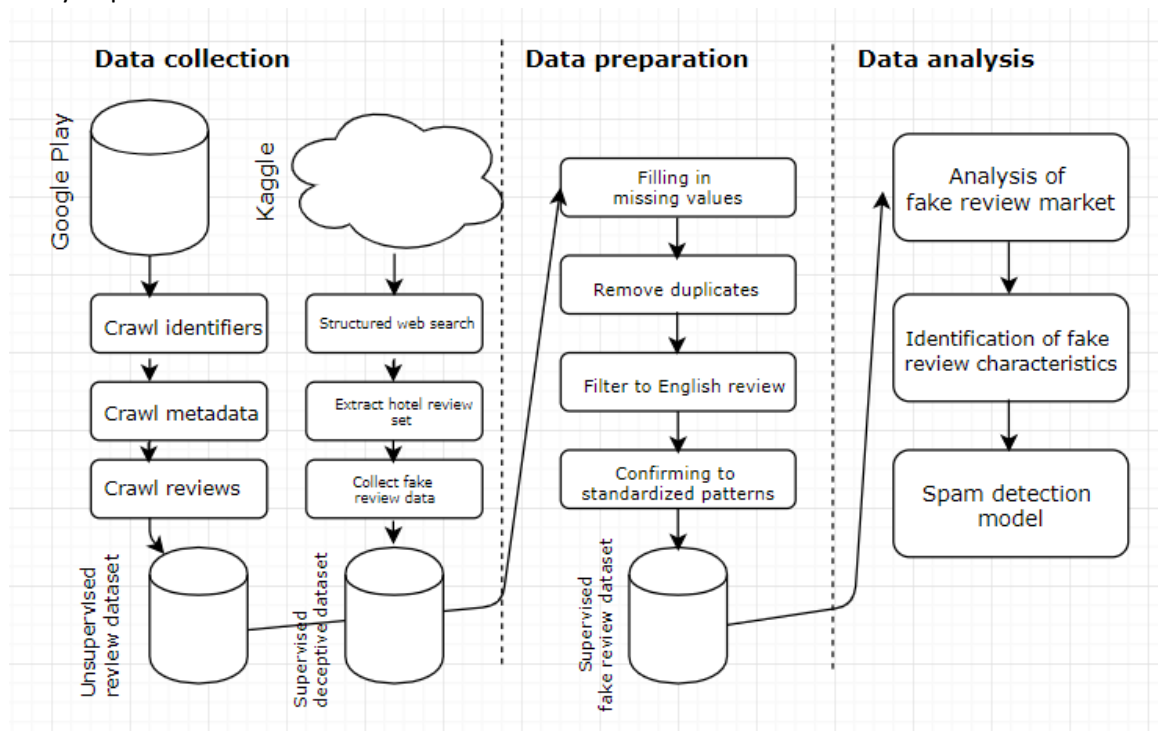 Data collection
Data preparation
Data analysis
Google Play
Kaggle
Crawl identifiers
Crawl metadata
Crawl reviews
Unsupervised
review dataset
Structured web search
Extract hotel review
set
Collect fake
review data
Supervised
deceptive dataset
Filling in
missing values
Remove duplicates
Filter to English review
Confirming to
standardized patterns
Supervised
fake review dataset
Analysis of
fake review market
Identification of fake
review characteristics
Spam detection
model